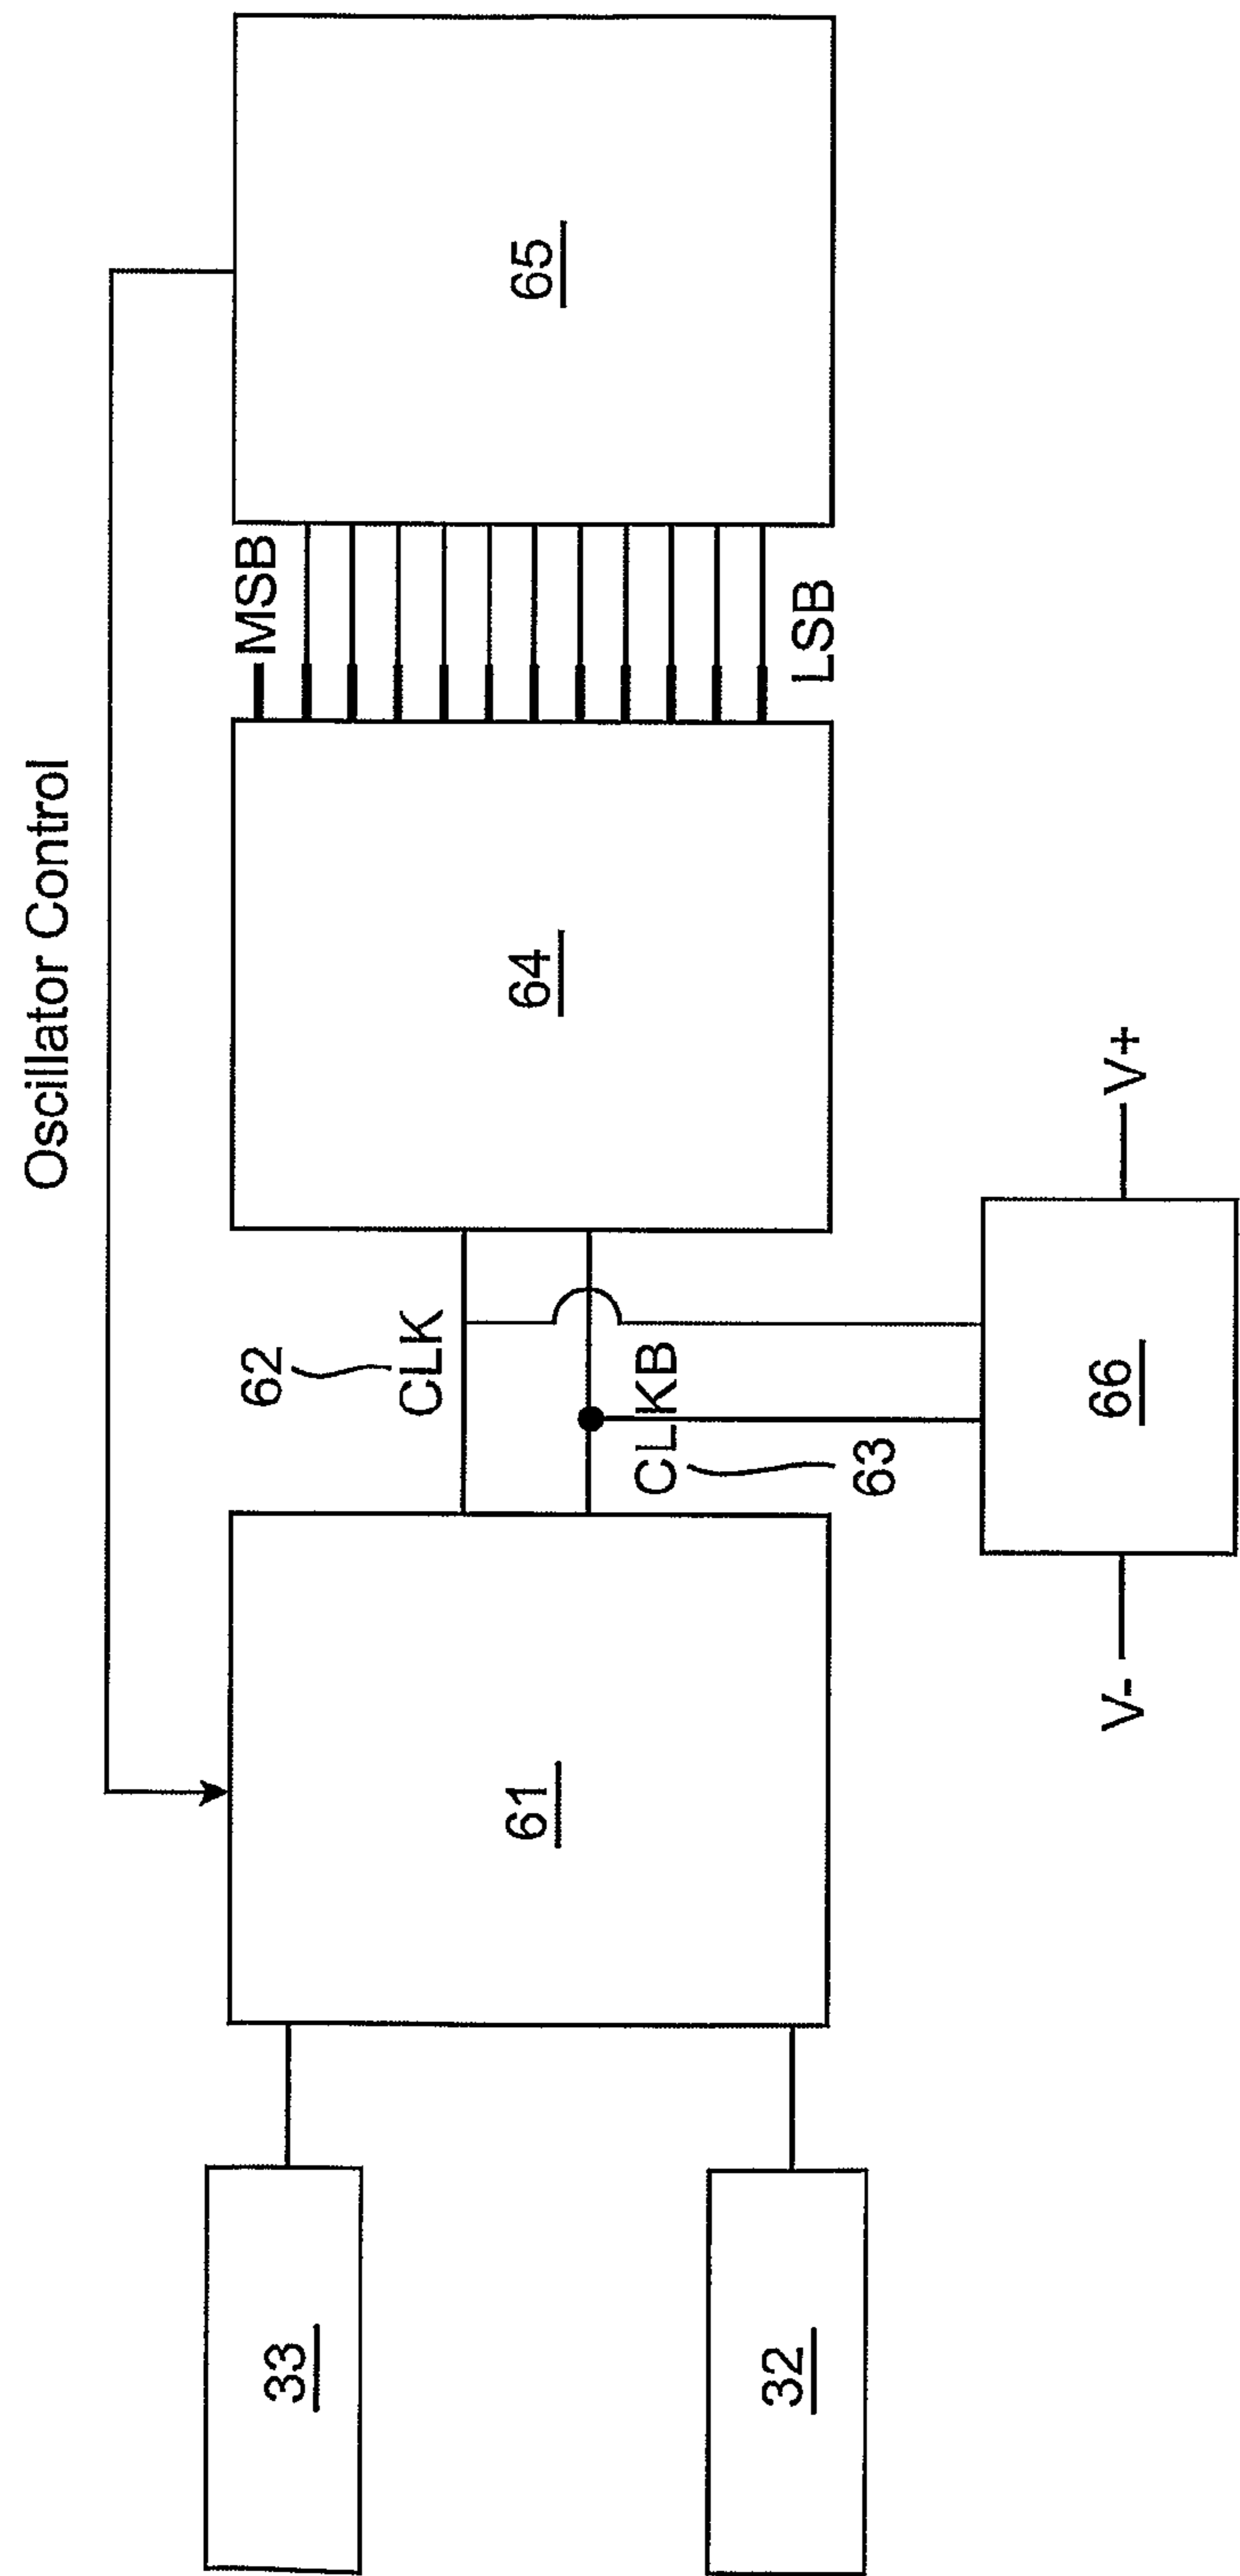 Oscillator Control
33
32
61
62
CLK
CLKB
63
64
MSB
LSB
65
V-
66
V+